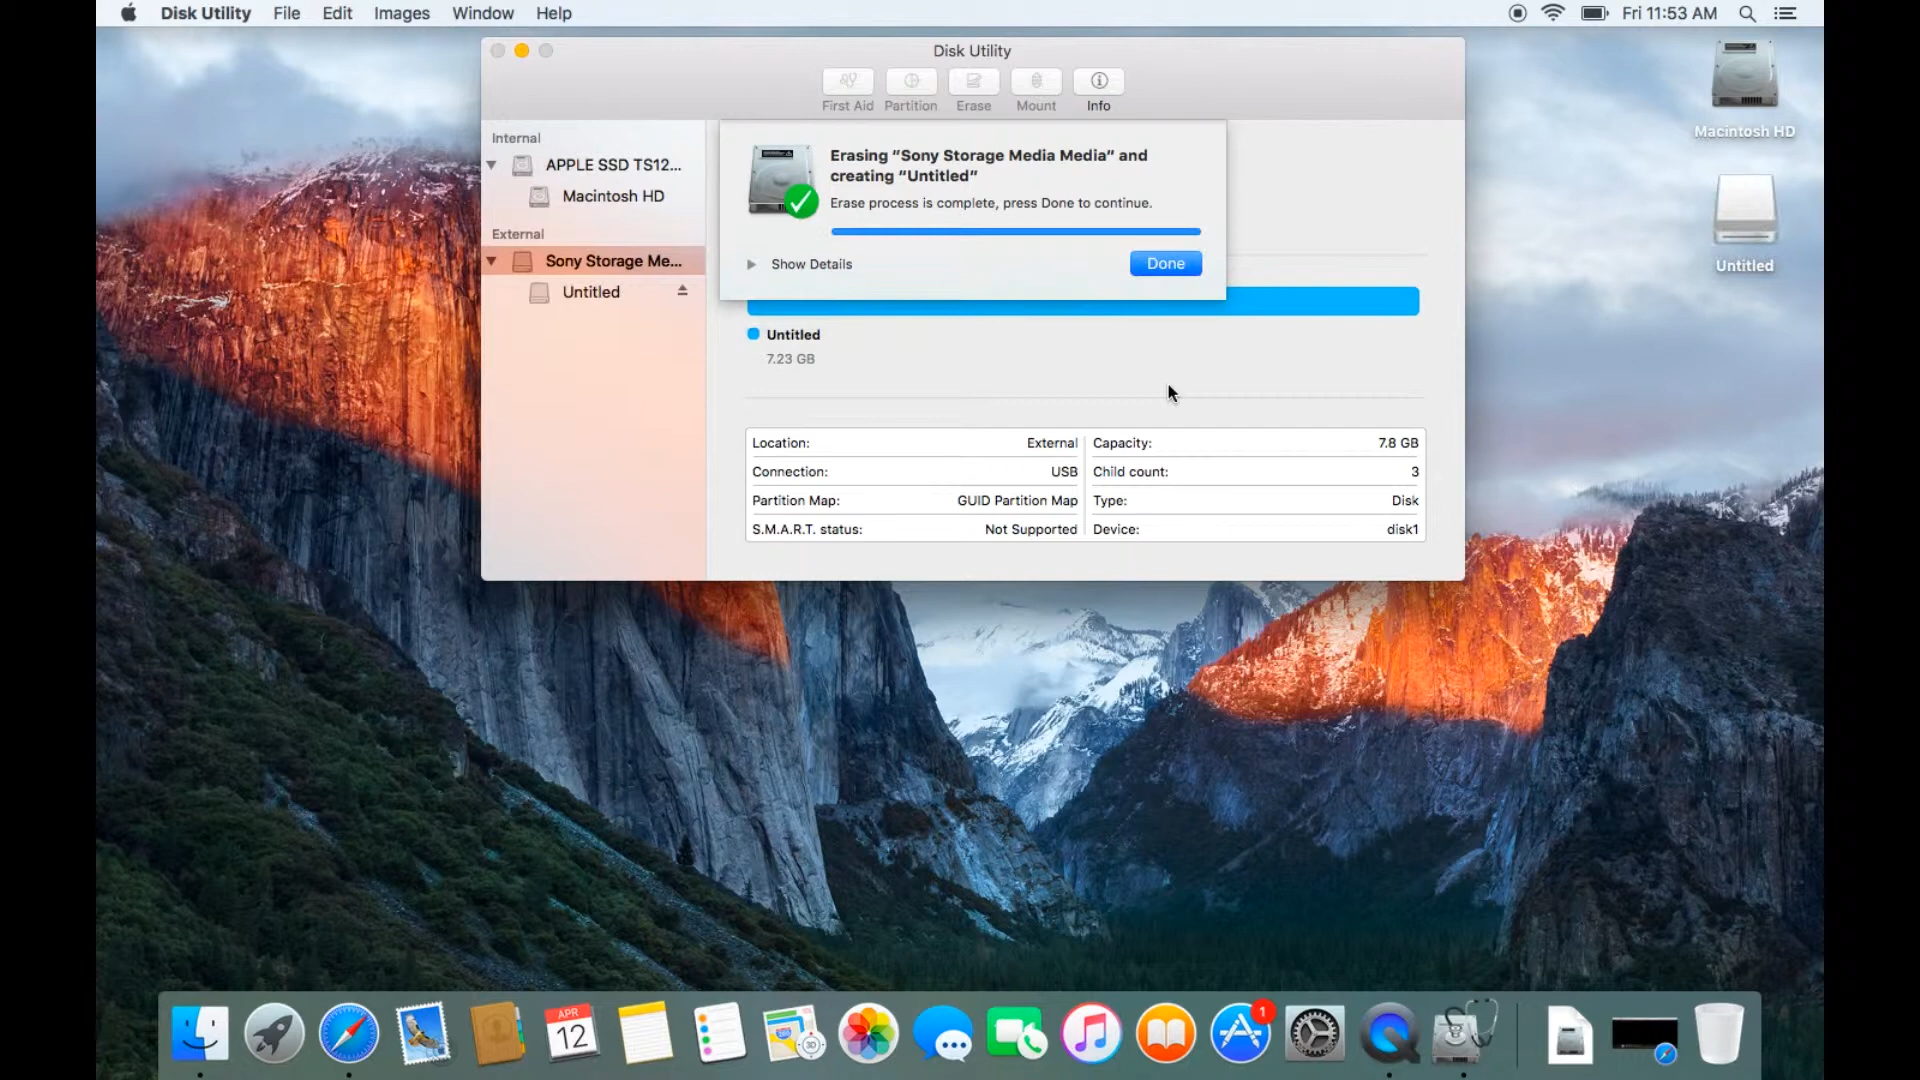 Disk Utility File Edit Images Window Help Fri 11:53 AM
Disk Utility
First Aid Partition Erase Mount Info
Macintosh HD
Untitled
Internal
APPLE SSD TS12...
Macintosh HD
External
Sony Storage Me...
Untitled
Erasing “Sony Storage Media Media” and
creating “Untitled”
Erase process is complete, press Done to continue.
Show Details Done
Untitled
7.23 GB
Location: External Capacity: 7.8 GB
Connection: USB Child count: 3
Partition Map: GUID Partition Map Type: Disk
S.M.A.R.T. status: Not Supported Device: disk1
APR
12
3D
1